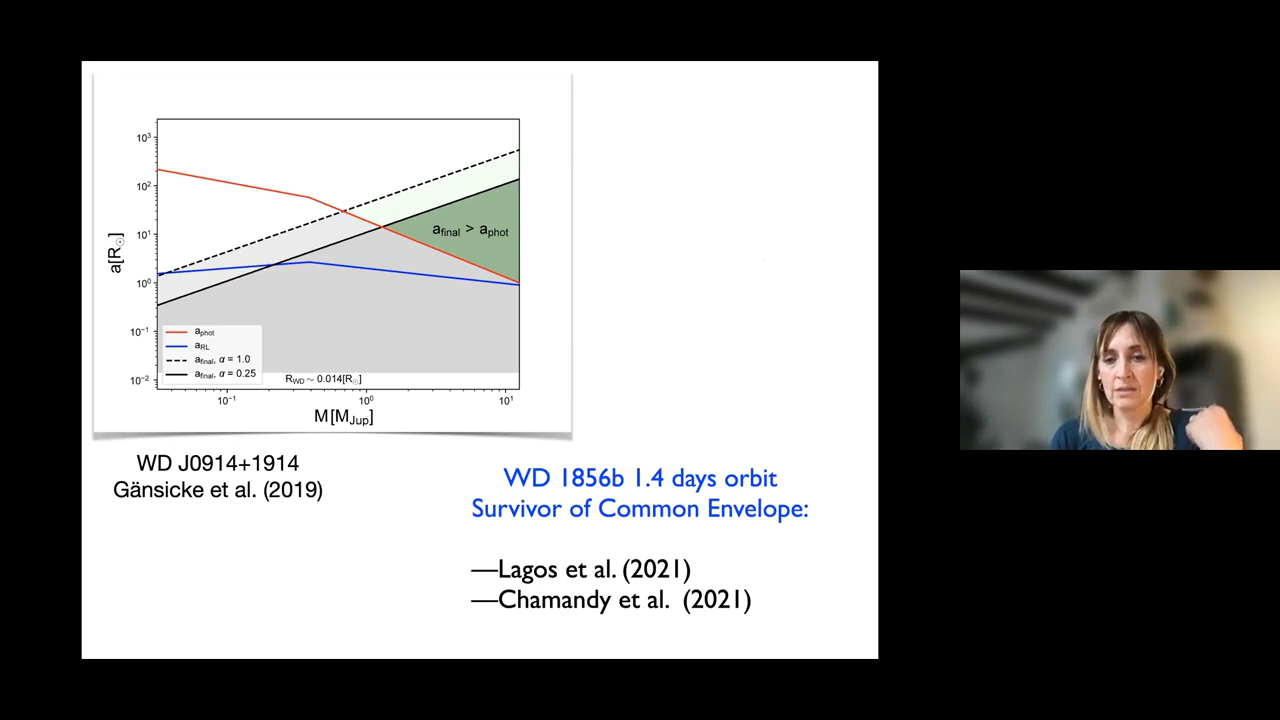 10³
10²
10¹
10⁰
10⁻¹
10⁻²
a[R☉]
a_final > a_phot
a_phot
a_RL
a_final, α = 1.0
a_final, α = 0.25
R_WD ~ 0.014[R☉]
10⁻¹
10⁰
10¹
M[M_Jup]
WD J0914+1914
Gänsicke et al. (2019)
WD 1856b 1.4 days orbit
Survivor of Common Envelope:
—Lagos et al. (2021)
—Chamandy et al. (2021)